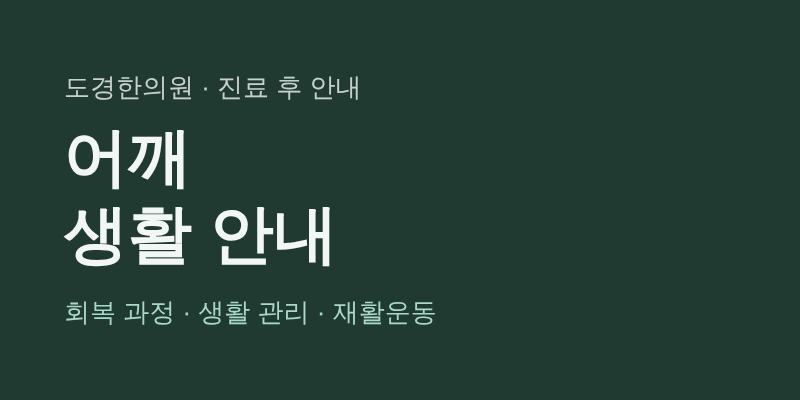 도경한의원 · 진료 후 안내
어깨
생활 안내
회복 과정 · 생활 관리 · 재활운동